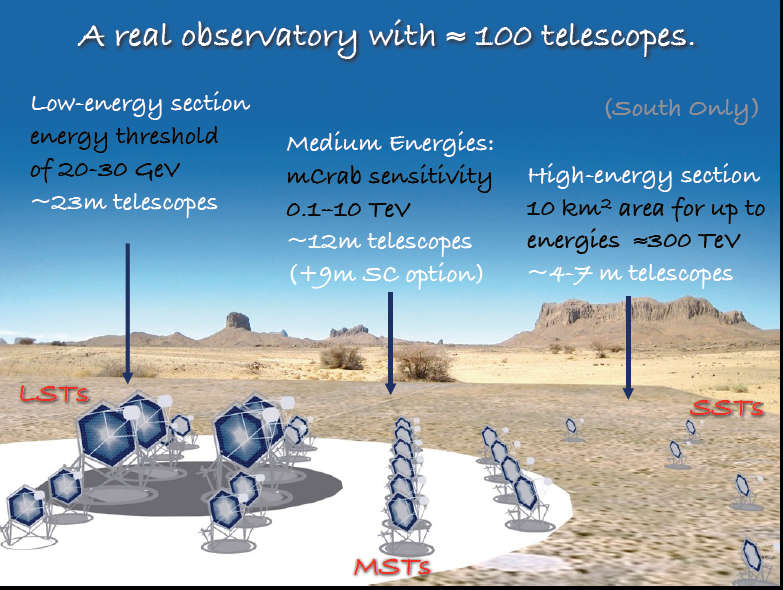 A real observatory with ≈ 100 telescopes.
Low-energy section
energy threshold
of 20-30 GeV
~23m telescopes
Medium Energies:
mCrab sensitivity
0.1–10 TeV
~12m telescopes
(+9m SC option)
(South Only)
High-energy section
10 km² area for up to
energies ≈300 TeV
~4-7 m telescopes
LSTs
SSTs
MSTs